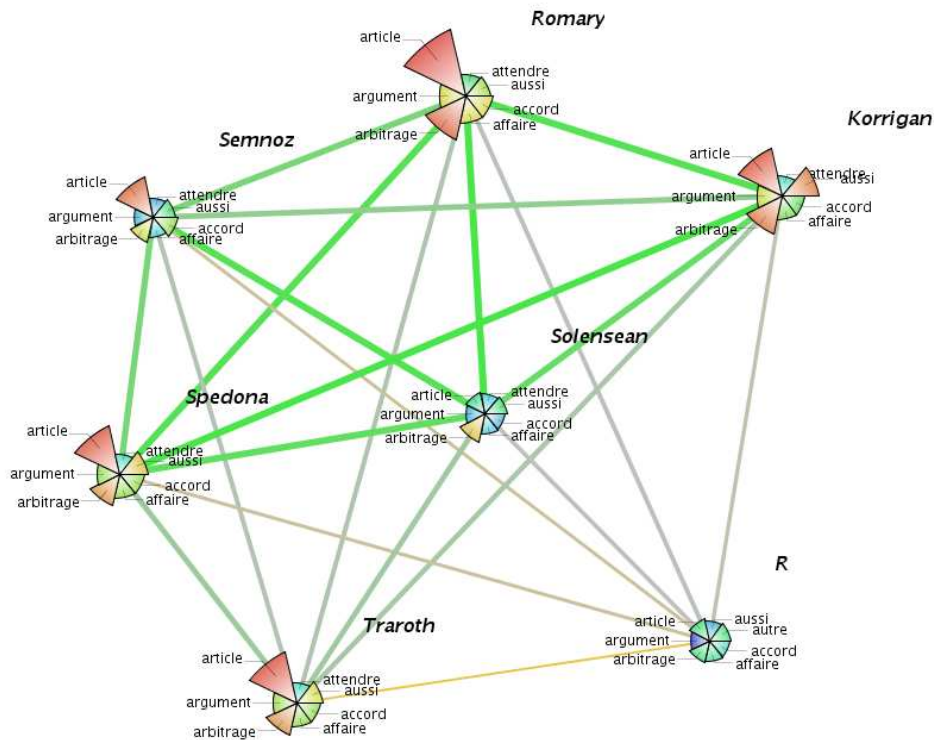 Romary
article
attendre
aussi
argument
accord
affaire
arbitrage
Korrigan
article
attendre
aussi
argument
accord
affaire
arbitrage
Semnoz
article
attendre
aussi
argument
accord
affaire
arbitrage
Solensean
article
attendre
aussi
argument
accord
affaire
arbitrage
Spedona
article
attendre
aussi
argument
accord
affaire
arbitrage
R
article
aussi
autre
argument
accord
affaire
arbitrage
Traroth
article
attendre
aussi
argument
accord
affaire
arbitrage